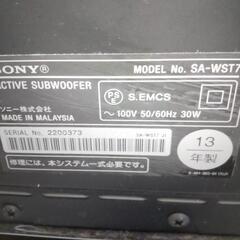 SONY® MODEL No. SA-WST7
ACTIVE SUBWOOFER
PS E S.EMCS
ソニー株式会社 ～ 100V 50/60Hz 30W
MADE IN MALAYSIA
SERIAL No. 2200373 SA-WST7 J1
13
年製
修理には、本システム一式必要です。